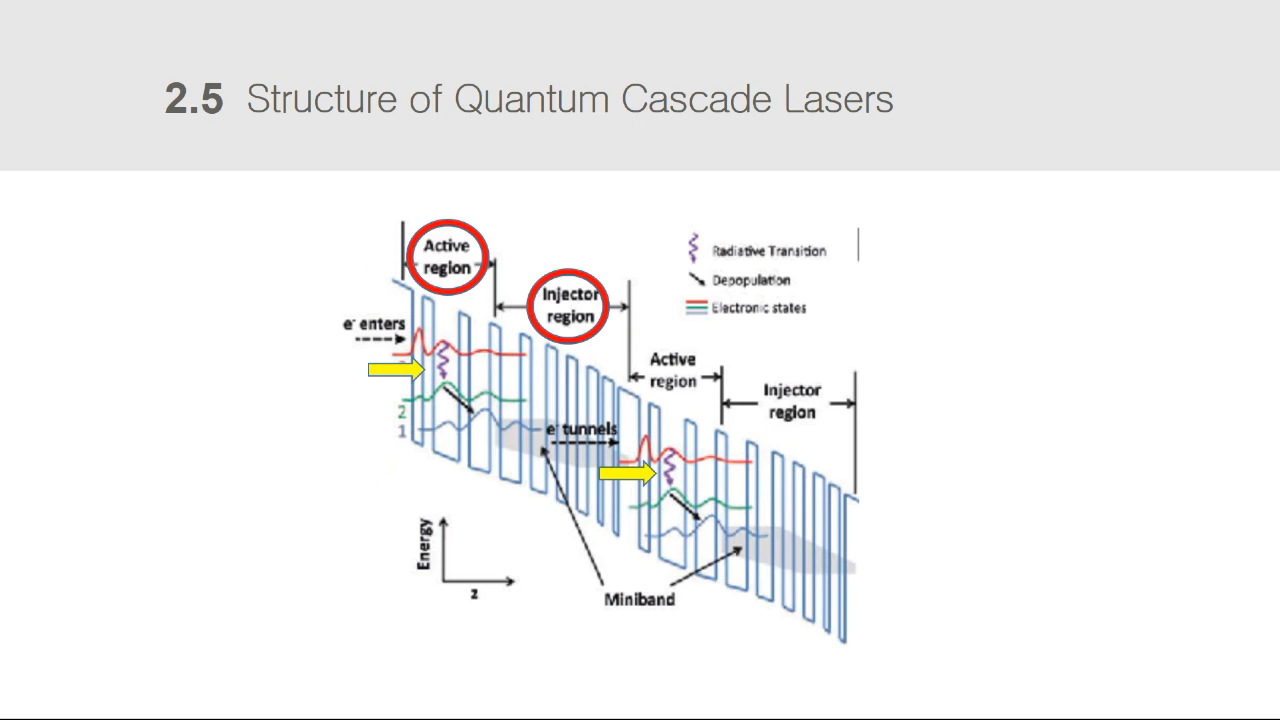 2.5 Structure of Quantum Cascade Lasers
Active
region
Injector
region
Radiative Transition
Depopulation
Electronic states
e- enters
2
1
e- tunnels
Active
region
Injector
region
Energy
z
Miniband